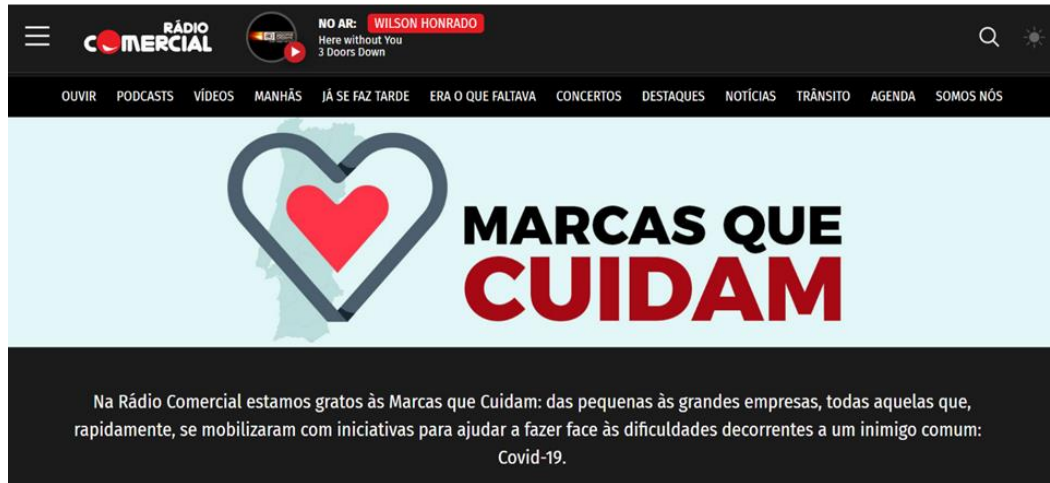 RÁDIO
COMERCIAL
NO AR: WILSON HONRADO
Here without You
3 Doors Down
OUVIR PODCASTS VÍDEOS MANHÃS JÁ SE FAZ TARDE ERA O QUE FALTAVA CONCERTOS DESTAQUES NOTÍCIAS TRÂNSITO AGENDA SOMOS NÓS
MARCAS QUE
CUIDAM
Na Rádio Comercial estamos gratos às Marcas que Cuidam: das pequenas às grandes empresas, todas aquelas que,
rapidamente, se mobilizaram com iniciativas para ajudar a fazer face às dificuldades decorrentes a um inimigo comum:
Covid-19.